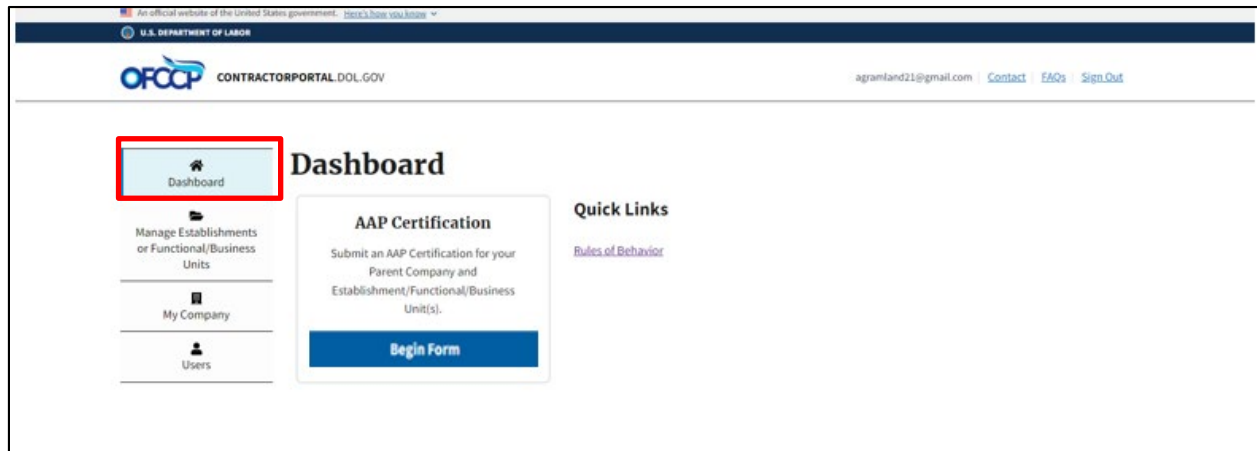 An official website of the United States government. Here's how you know
U.S. DEPARTMENT OF LABOR
OFCCP CONTRACTORPORTAL.DOL.GOV
agramland21@gmail.com Contact FAQs Sign Out
Dashboard
Manage Establishments
or Functional/Business
Units
My Company
Users
Dashboard
AAP Certification
Submit an AAP Certification for your
Parent Company and
Establishment/Functional/Business
Unit(s).
Begin Form
Quick Links
Rules of Behavior